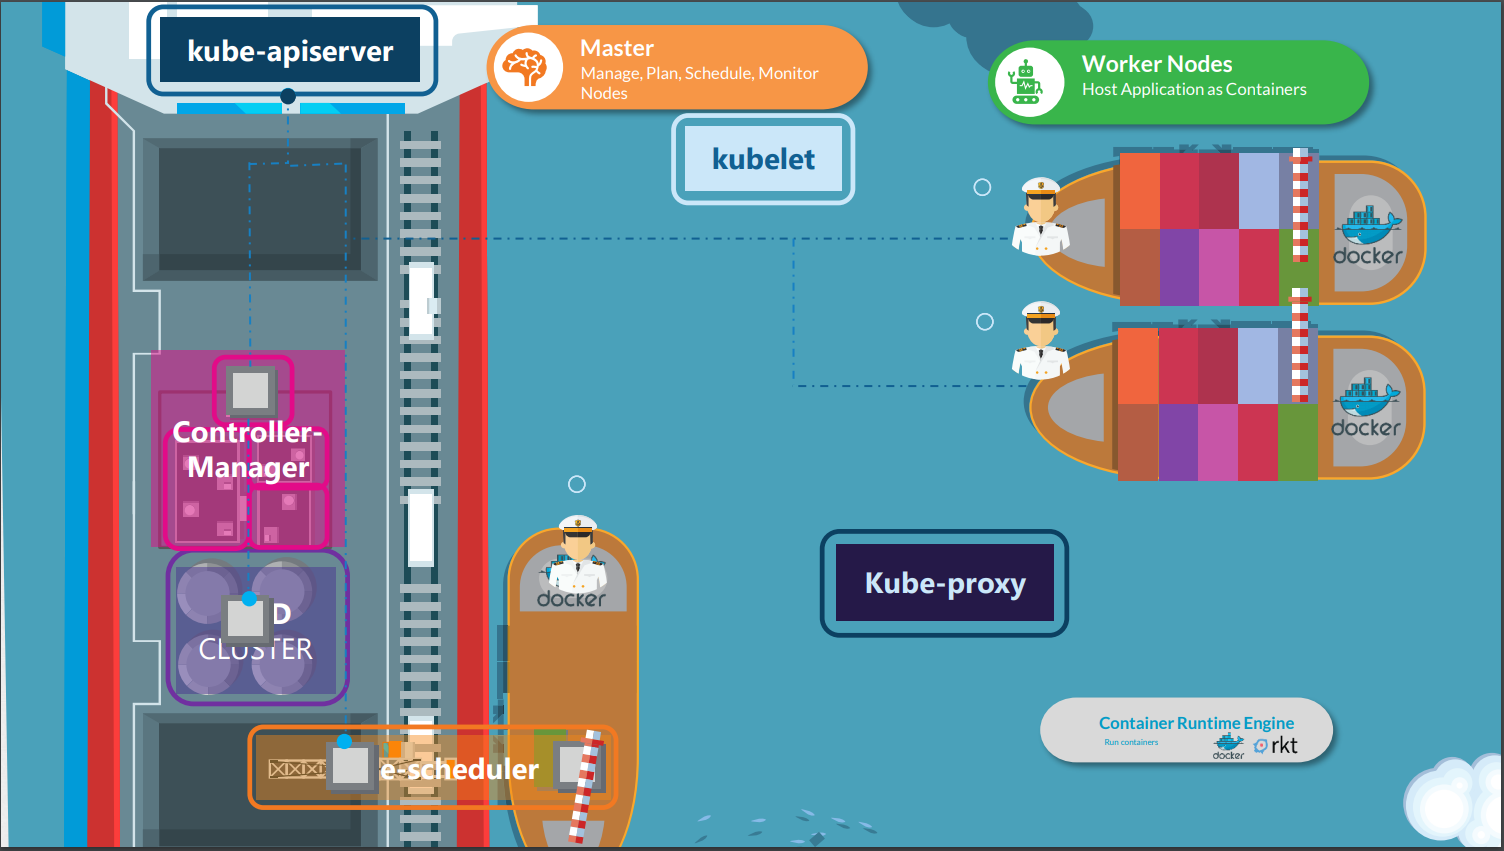 kube-apiserver
Master
Manage, Plan, Schedule, Monitor
Nodes
Worker Nodes
Host Application as Containers
kubelet
docker
docker
Controller-
Manager
D
CLUSTER
docker
Kube-proxy
e-scheduler
Container Runtime Engine
Run containers
docker
rkt